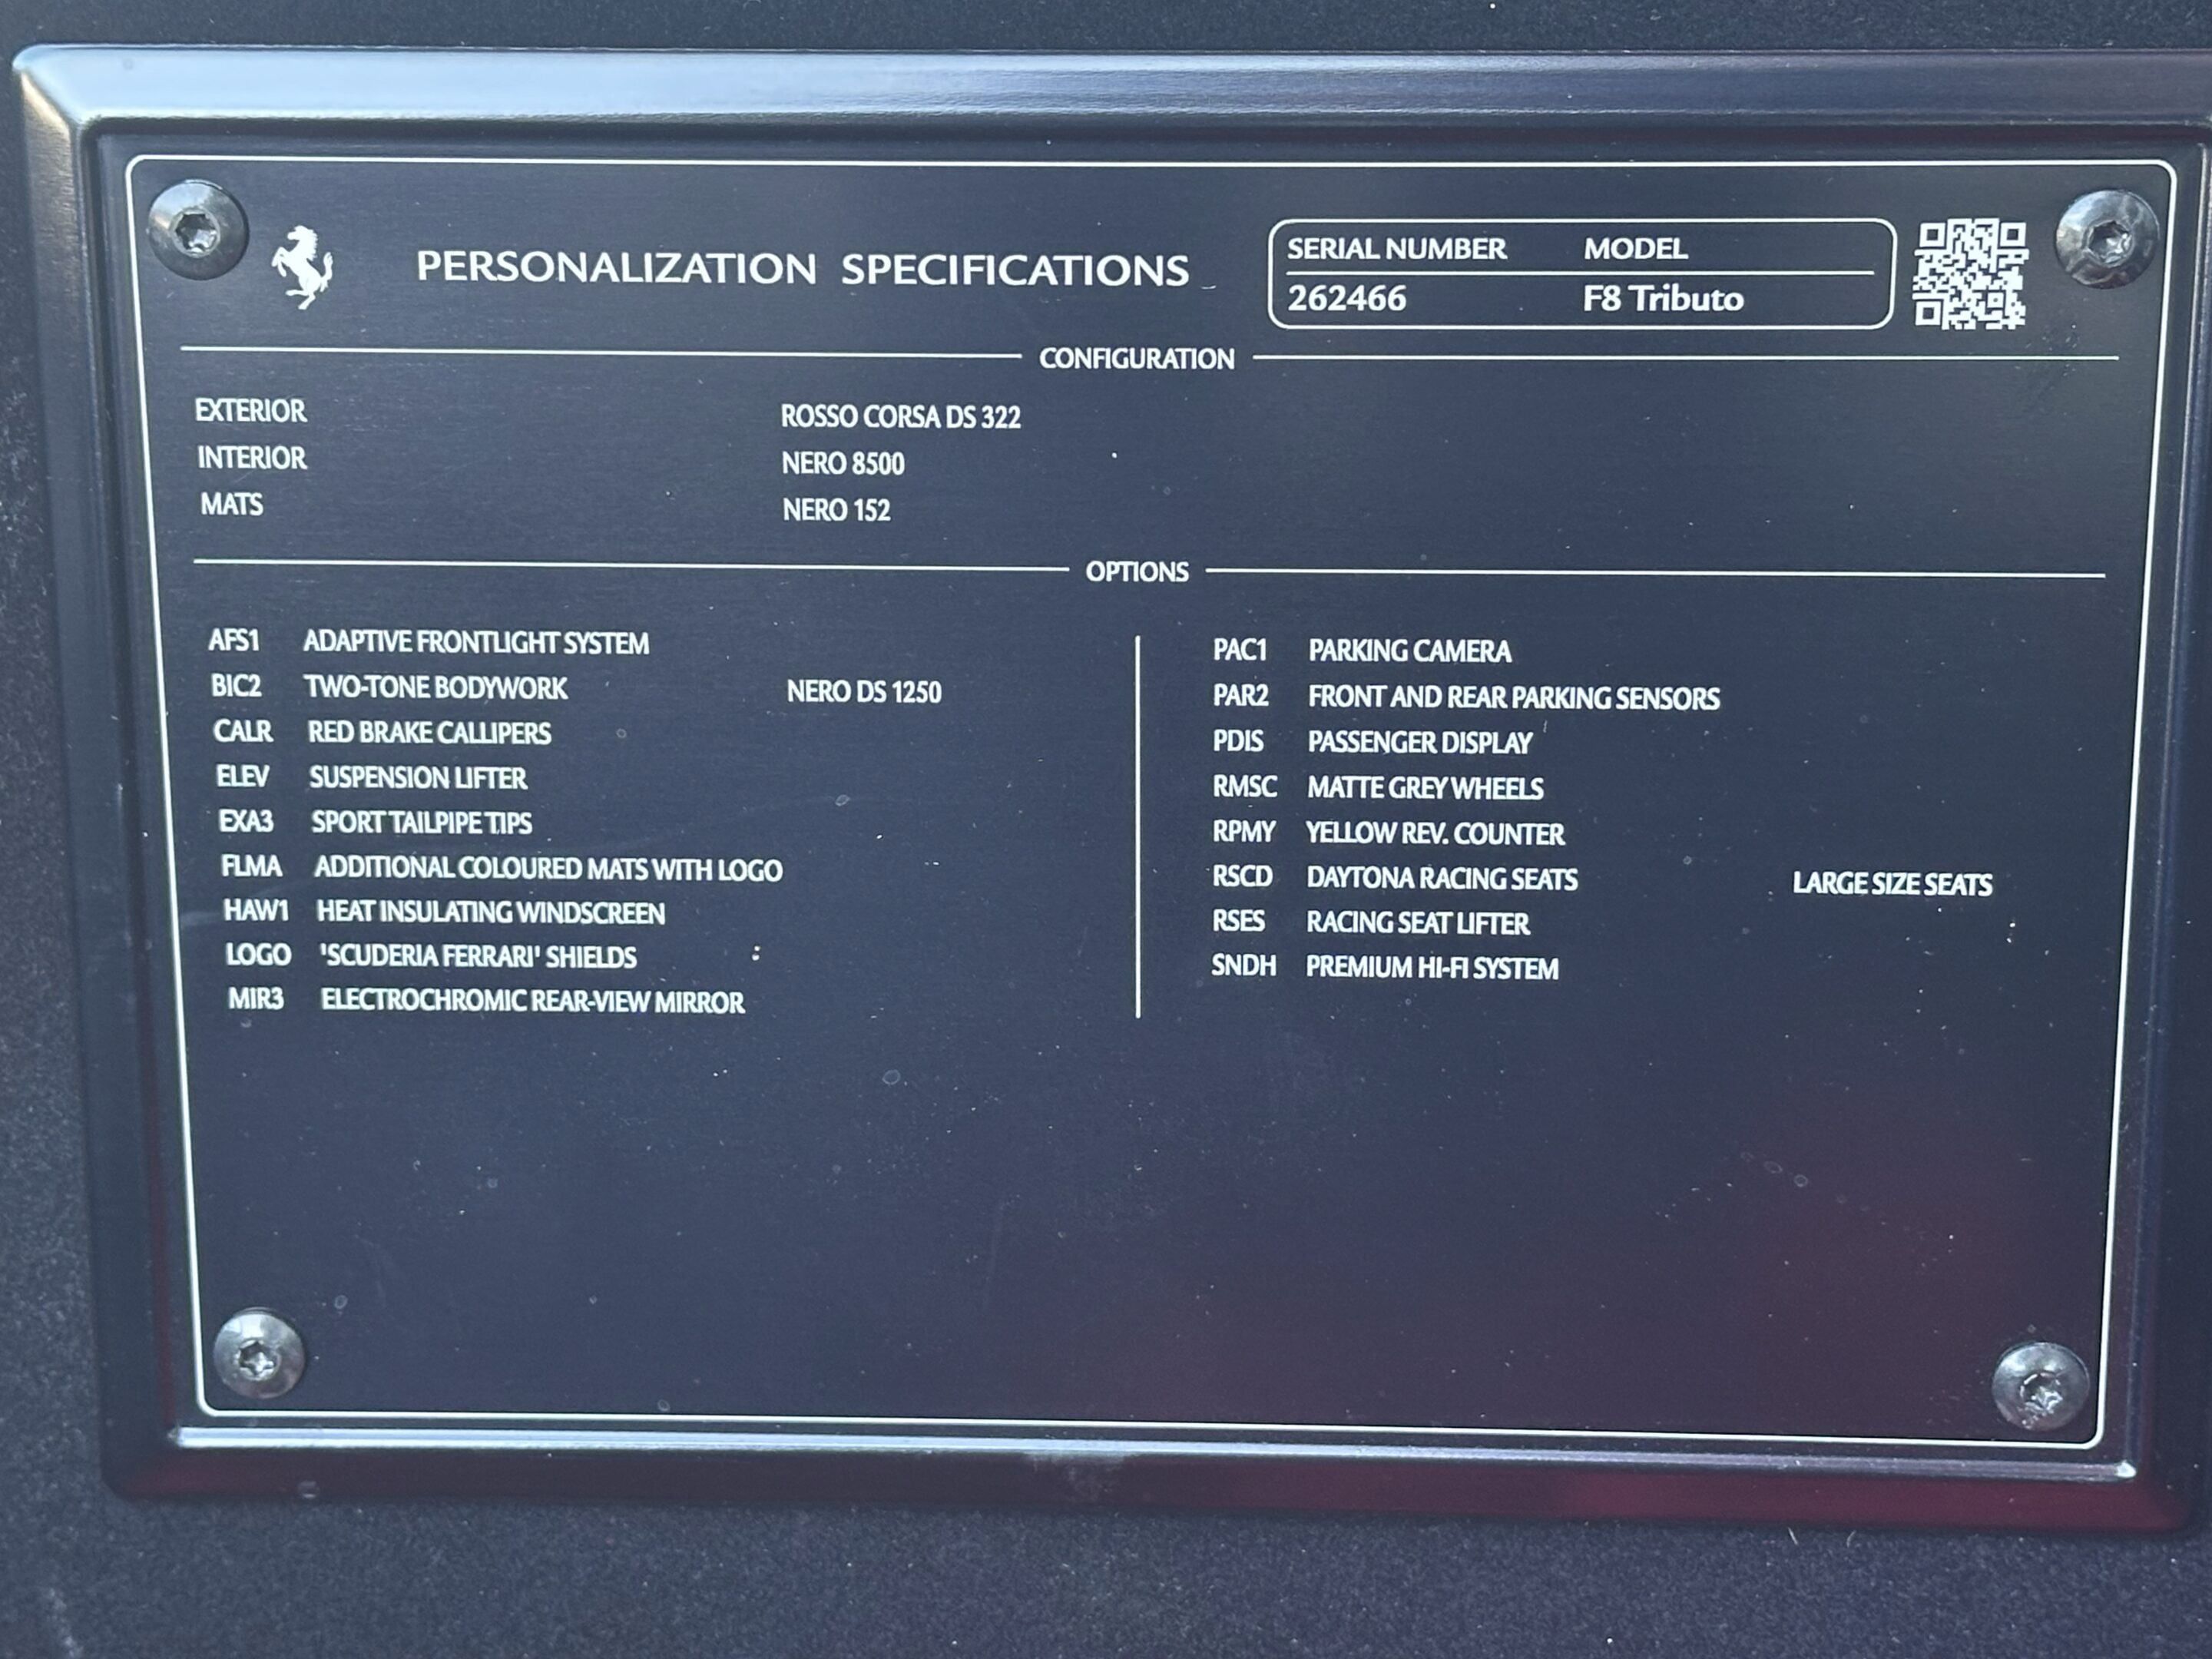 PERSONALIZATION SPECIFICATIONS
SERIAL NUMBER MODEL
262466 F8 Tributo
CONFIGURATION
EXTERIOR ROSSO CORSA DS 322
INTERIOR NERO 8500
MATS NERO 152
OPTIONS
AFS1 ADAPTIVE FRONTLIGHT SYSTEM
BIC2 TWO-TONE BODYWORK NERO DS 1250
CALR RED BRAKE CALLIPERS
ELEV SUSPENSION LIFTER
EXA3 SPORT TAILPIPE TIPS
FLMA ADDITIONAL COLOURED MATS WITH LOGO
HAW1 HEAT INSULATING WINDSCREEN
LOGO 'SCUDERIA FERRARI' SHIELDS
MIR3 ELECTROCHROMIC REAR-VIEW MIRROR
PAC1 PARKING CAMERA
PAR2 FRONT AND REAR PARKING SENSORS
PDIS PASSENGER DISPLAY
RMSC MATTE GREY WHEELS
RPMY YELLOW REV. COUNTER
RSCD DAYTONA RACING SEATS LARGE SIZE SEATS
RSES RACING SEAT LIFTER
SNDH PREMIUM HI-FI SYSTEM